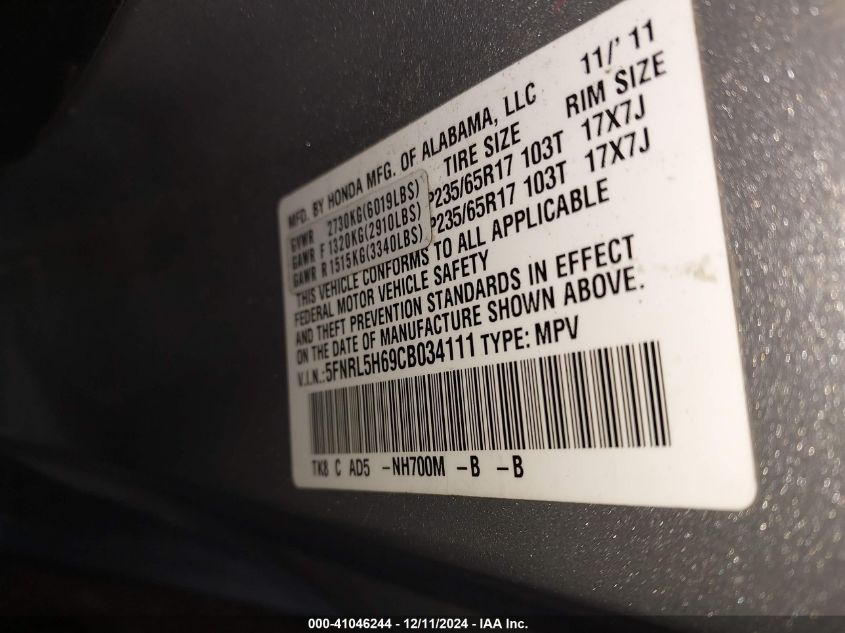 MFD. BY HONDA MFG. OF ALABAMA, LLC 11/' 11
TIRE SIZE RIM SIZE
GVWR 2730KG(6019LBS)
GAWR F 1320KG(2910LBS) P235/65R17 103T 17X7J
GAWR R 1515KG(3340LBS) P235/65R17 103T 17X7J
THIS VEHICLE CONFORMS TO ALL APPLICABLE
FEDERAL MOTOR VEHICLE SAFETY
AND THEFT PREVENTION STANDARDS IN EFFECT
ON THE DATE OF MANUFACTURE SHOWN ABOVE.
V.I.N.:5FNRL5H69CB034111 TYPE: MPV
TK8 C AD5 -NH700M -B -B
000-41046244 - 12/11/2024 - IAA Inc.